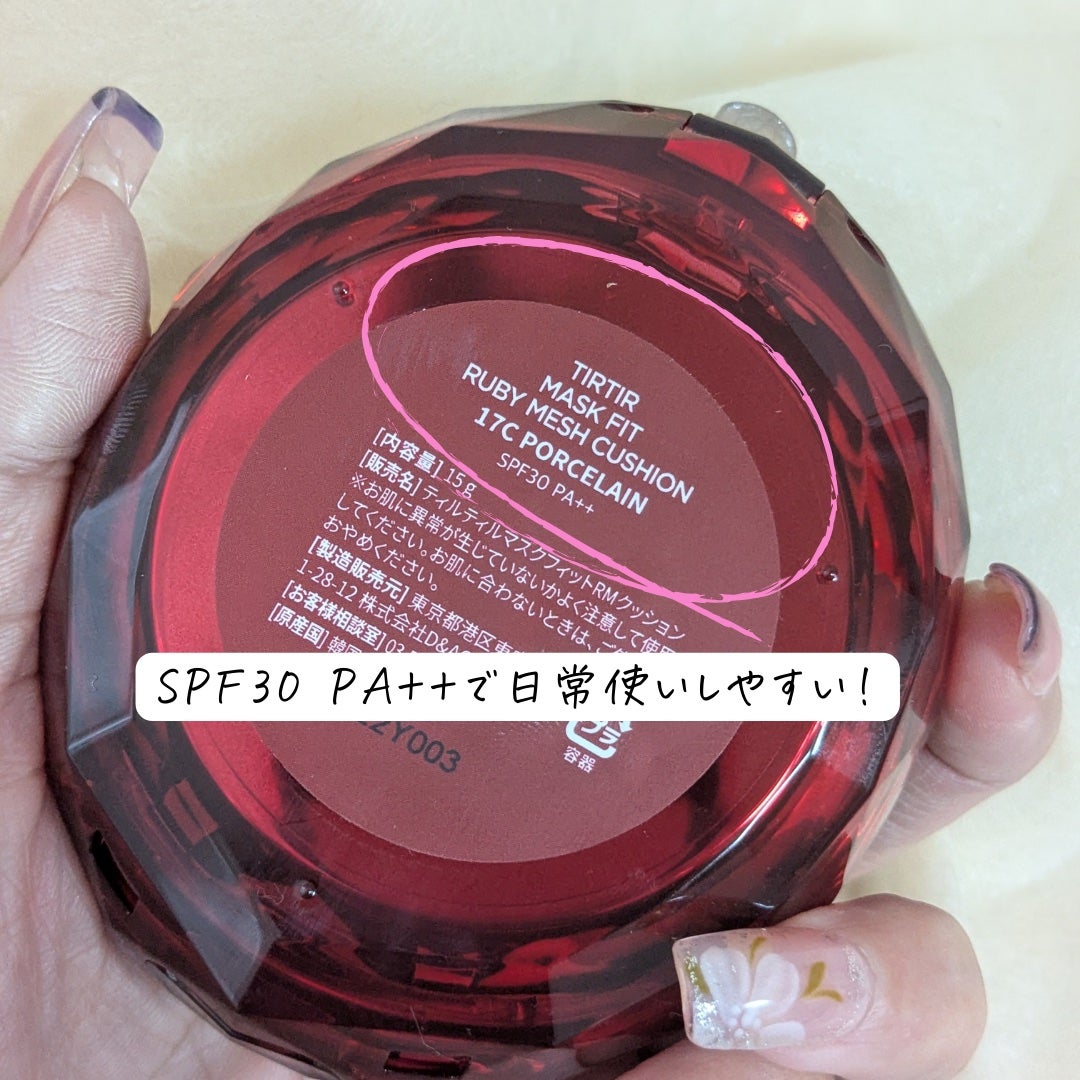 TIRTIR
MASK FIT
RUBY MESH CUSHION
17C PORCELAIN
SPF30 PA++
[内容量] 15g
[販売名] ティルティルマスクフィットRMクッション
※お肌に異常が生じていないかよく注意して使用
してください。お肌に合わないときは、ご使
おやめください。
[製造販売元] 東京都港区東
1-28-12 株式会社D&A
[お客様相談室] 03
[原産国] 韓国
SPF30 PA++で日常使いしやすい!
ZY003
プラ
容器